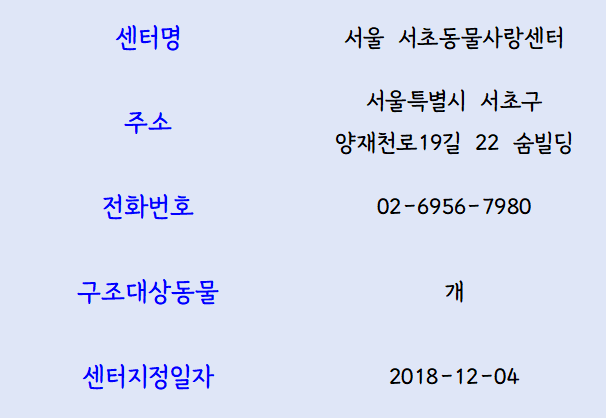 센터명 서울 서초동물사랑센터
주소 서울특별시 서초구
양재천로19길 22 숨빌딩
전화번호 02-6956-7980
구조대상동물 개
센터지정일자 2018-12-04